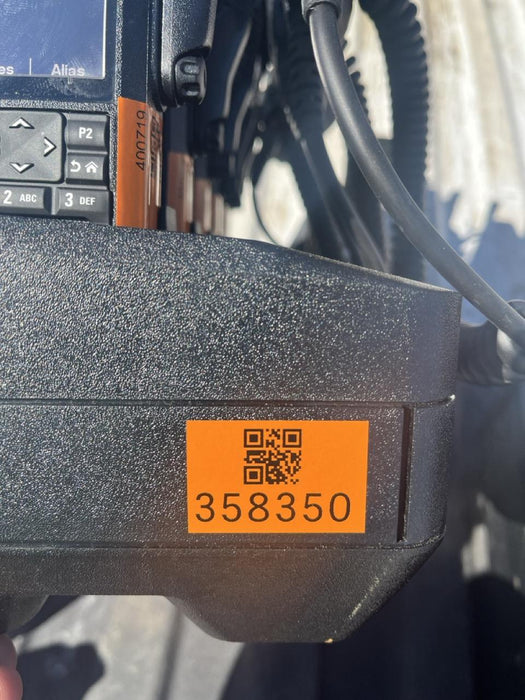 es | Alias
400719
P2
2 ABC
3 DEF
358350